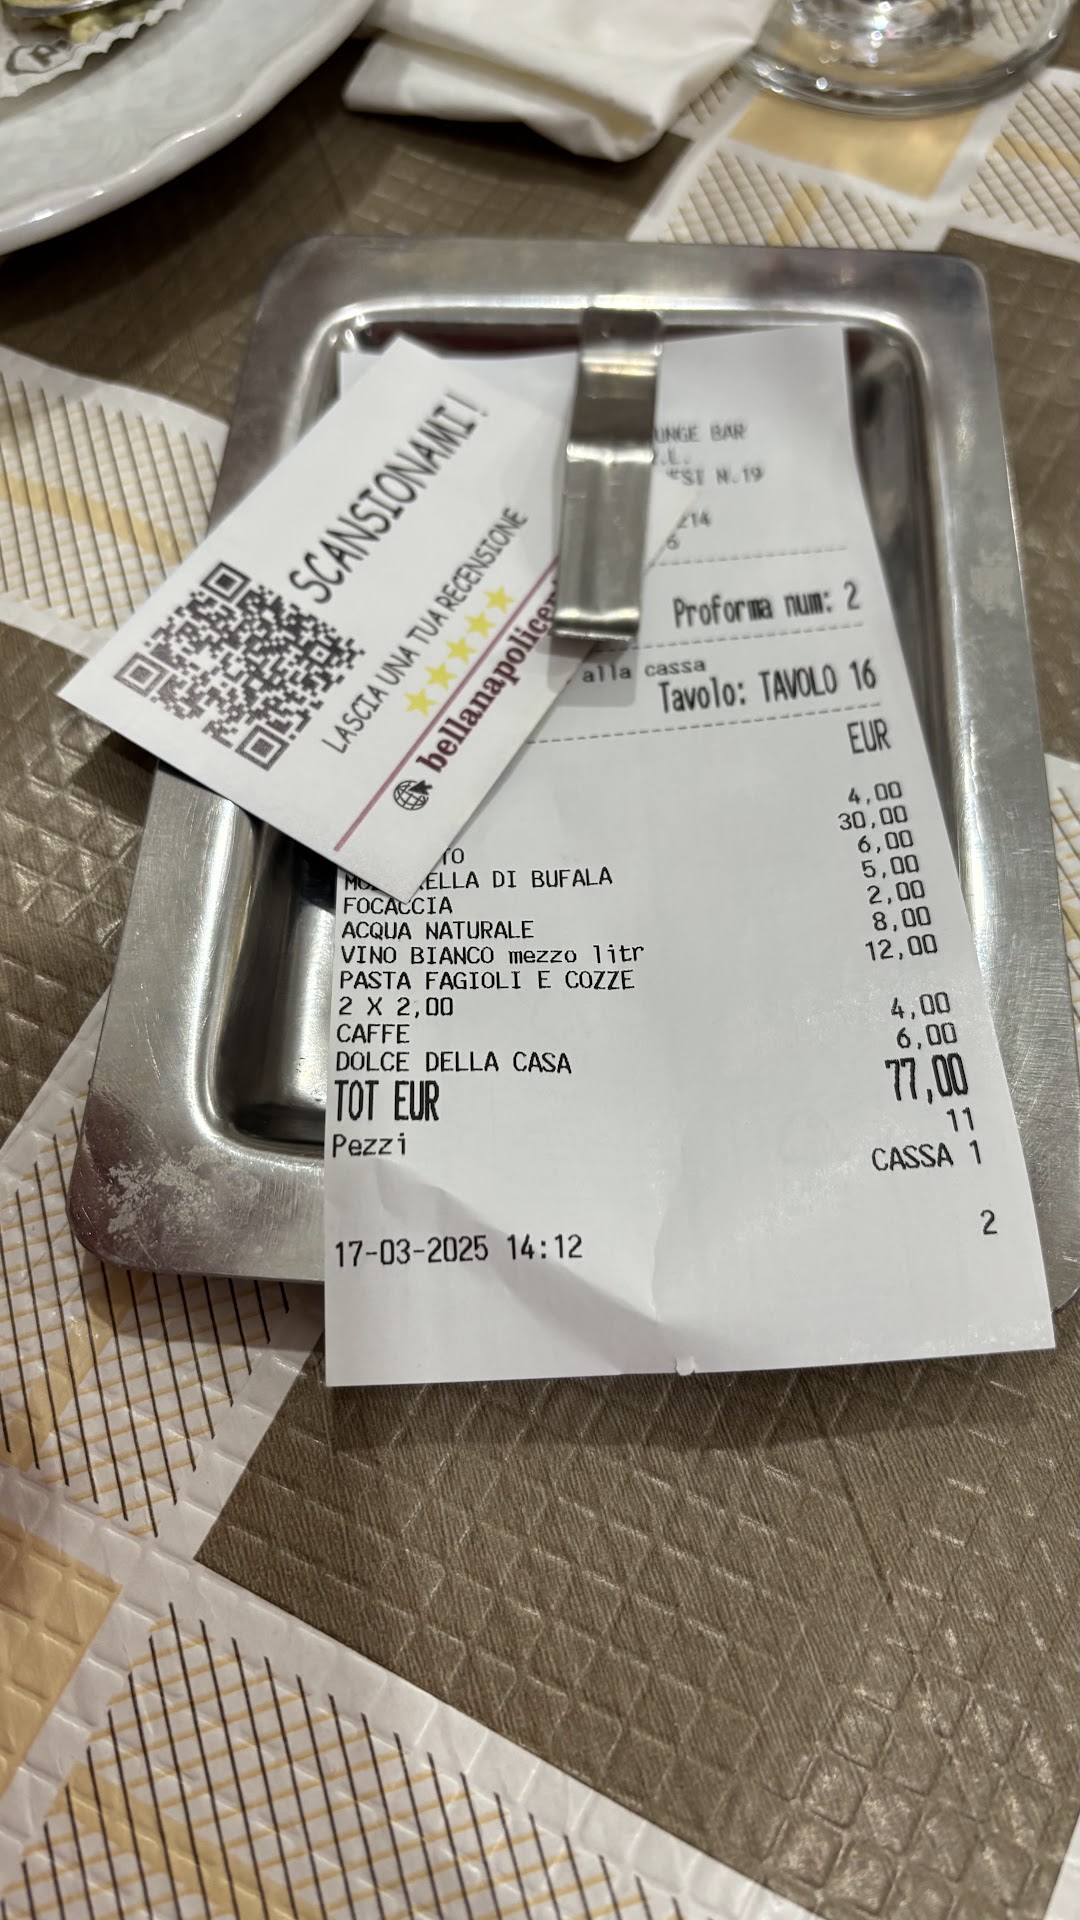 SCANSIONAMI!
LASCIA UNA TUA RECENSIONE
bellanapolicen
UNGE BAR
.L.
EST N.19
214
6
Proforma num: 2
alla cassa
Tavolo: TAVOLO 16
EUR
4,00
30,00
TO 6,00
MOZ ELLA DI BUFALA 5,00
FOCACCIA 2,00
ACQUA NATURALE 8,00
VINO BIANCO mezzo litr 12,00
PASTA FAGIOLI E COZZE
2 X 2,00
CAFFE 4,00
DOLCE DELLA CASA 6,00
TOT EUR 77,00
Pezzi 11
CASSA 1
17-03-2025 14:12 2